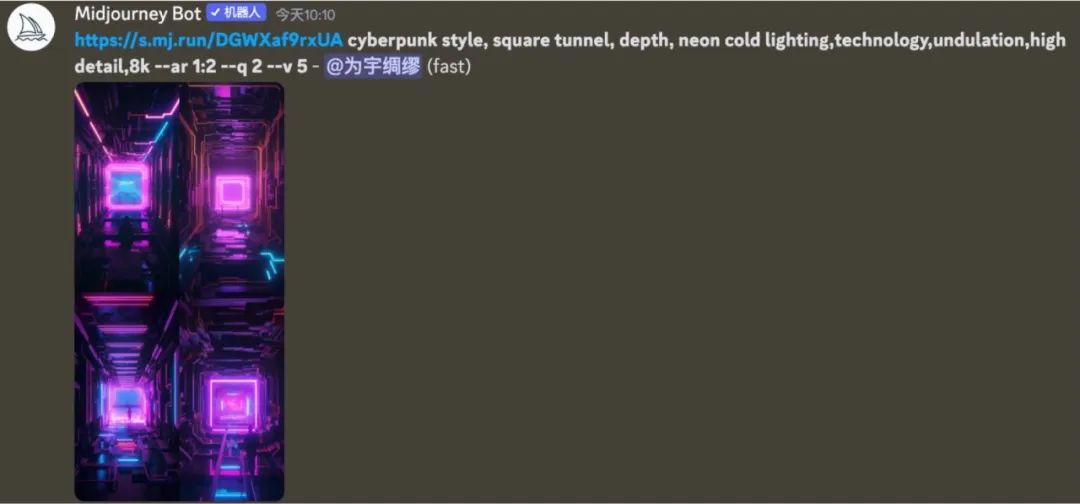 Midjourney Bot ✓ 机器人 今天10:10
https://s.mj.run/DGWXaf9rxUA cyberpunk style, square tunnel, depth, neon cold lighting,technology,undulation,high
detail,8k --ar 1:2 --q 2 --v 5 - @为宇绸缪 (fast)